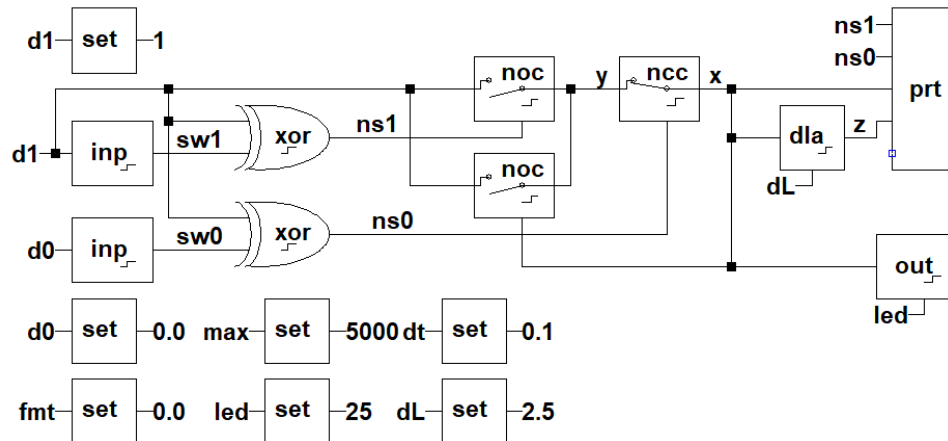 d1 set 1
ns1
ns0
prt
noc y ncc x
d1 inp sw1 xor ns1
dla z
dL
noc
d0 inp sw0 xor ns0
out
led
d0 set 0.0 max set 5000 dt set 0.1
fmt set 0.0 led set 25 dL set 2.5